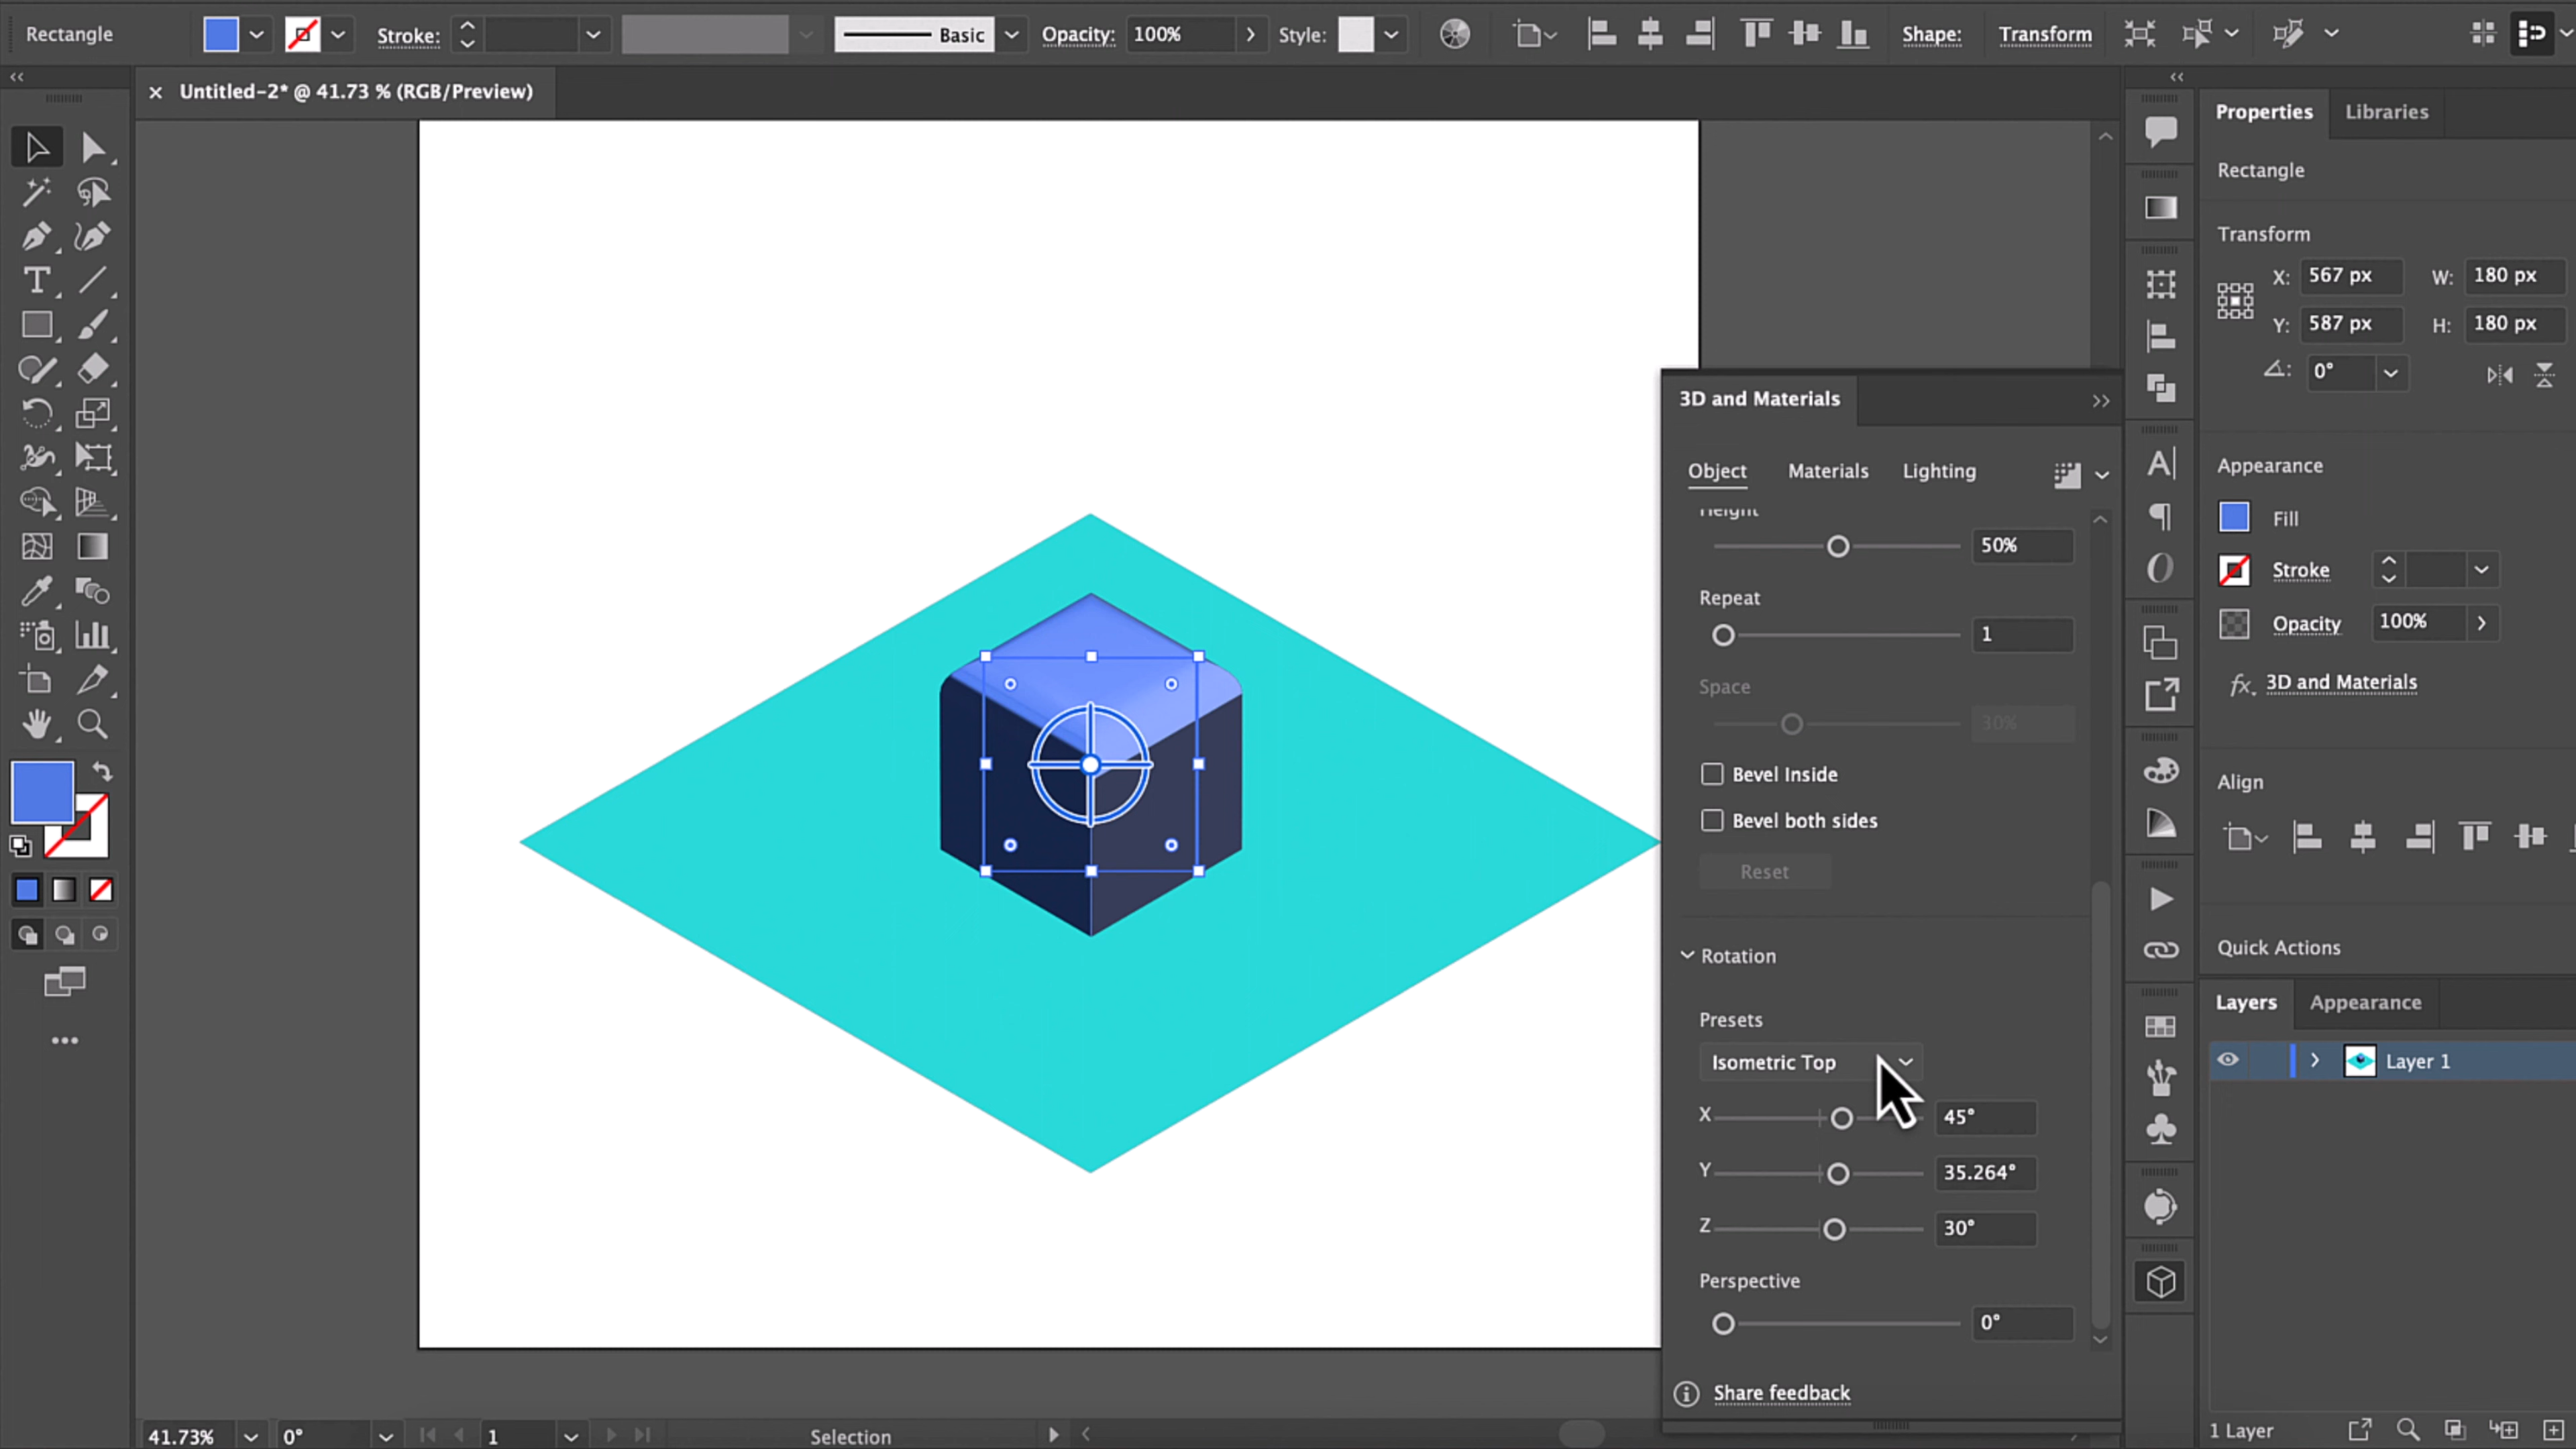 Rectangle
Stroke:
Basic
Opacity: 100%
Style:
Shape:
Transform
Untitled-2* @ 41.73 % (RGB/Preview)
3D and Materials
Object Materials Lighting
Height
50%
Repeat
1
Space
30%
Bevel Inside
Bevel both sides
Reset
Rotation
Presets
Isometric Top
X 45°
Y 35.264°
Z 30°
Perspective
0°
Share feedback
Properties Libraries
Rectangle
Transform
X: 567 px W: 180 px
Y: 587 px H: 180 px
0°
Appearance
Fill
Stroke
Opacity 100%
fx. 3D and Materials
Align
Quick Actions
Layers Appearance
Layer 1
1 Layer
41.73% 0° 1 Selection